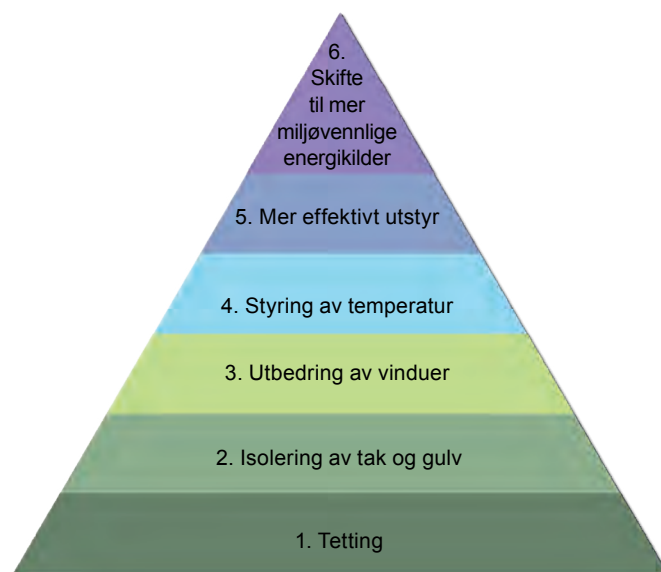 6.
Skifte
til mer
miljøvennlige
energikilder
5. Mer effektivt utstyr
4. Styring av temperatur
3. Utbedring av vinduer
2. Isolering av tak og gulv
1. Tetting